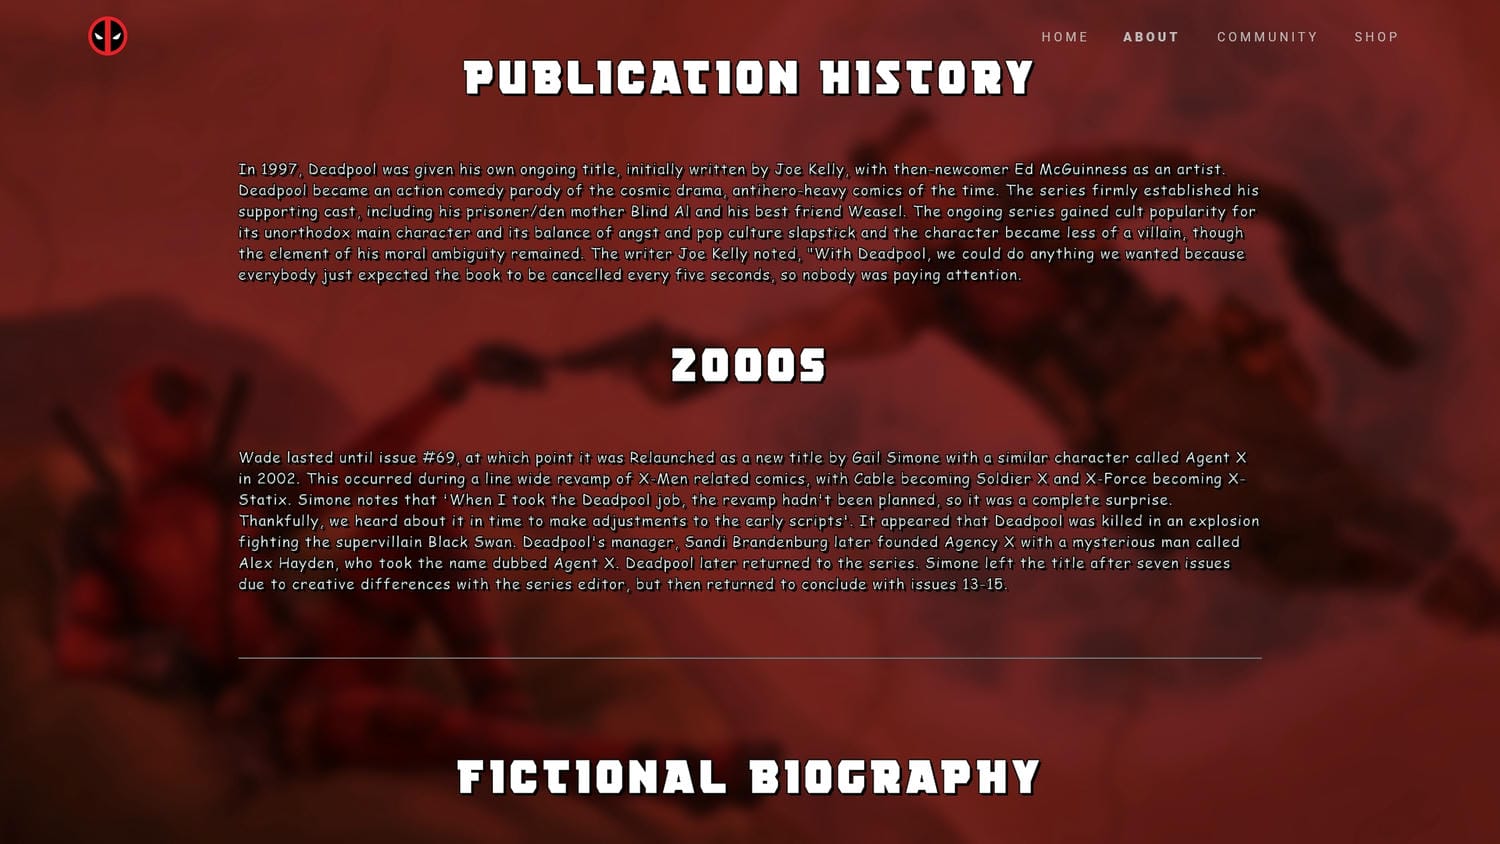 HOME ABOUT COMMUNITY SHOP
PUBLICATION HISTORY
In 1997, Deadpool was given his own ongoing title, initially written by Joe Kelly, with then-newcomer Ed McGuinness as an artist.
Deadpool became an action comedy parody of the cosmic drama, antihero-heavy comics of the time. The series firmly established his
supporting cast, including his prisoner/den mother Blind Al and his best friend Weasel. The ongoing series gained cult popularity for
its unorthodox main character and its balance of angst and pop culture slapstick and the character became less of a villain, though
the element of his moral ambiguity remained. The writer Joe Kelly noted, "With Deadpool, we could do anything we wanted because
everybody just expected the book to be cancelled every five seconds, so nobody was paying attention.
2000S
Wade lasted until issue #69, at which point it was Relaunched as a new title by Gail Simone with a similar character called Agent X
in 2002. This occurred during a line wide revamp of X-Men related comics, with Cable becoming Soldier X and X-Force becoming X-
Statix. Simone notes that 'When I took the Deadpool job, the revamp hadn't been planned, so it was a complete surprise.
Thankfully, we heard about it in time to make adjustments to the early scripts'. It appeared that Deadpool was killed in an explosion
fighting the supervillain Black Swan. Deadpool's manager, Sandi Brandenburg later founded Agency X with a mysterious man called
Alex Hayden, who took the name dubbed Agent X. Deadpool later returned to the series. Simone left the title after seven issues
due to creative differences with the series editor, but then returned to conclude with issues 13-15.
FICTIONAL BIOGRAPHY